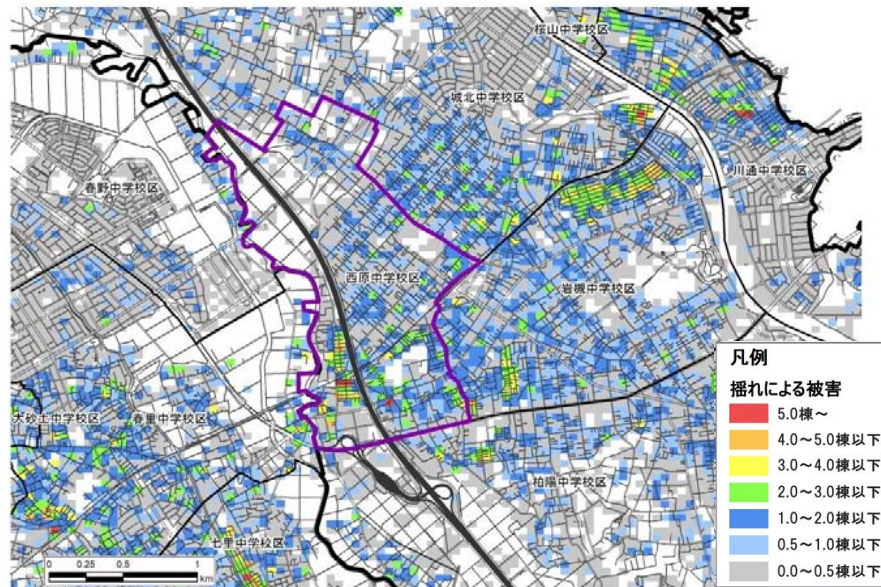 桜山中学校区
城北中学校区
川通中学校区
春野中学校区
西原中学校区
岩槻中学校区
大砂土中学校区
春里中学校区
柏陽中学校区
七里中学校区
0 0.25 0.5 1
km
凡例
揺れによる被害
5.0棟~
4.0~5.0棟以下
3.0~4.0棟以下
2.0~3.0棟以下
1.0~2.0棟以下
0.5~1.0棟以下
0.0~0.5棟以下